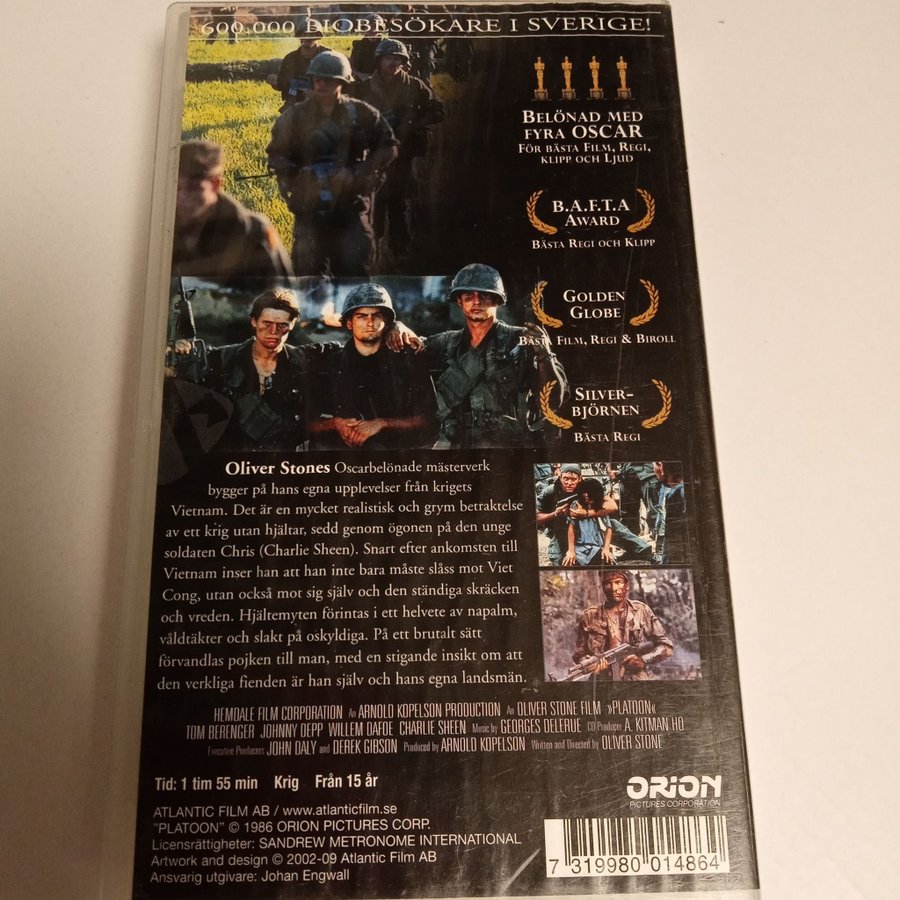 600.000 BIOBESÖKARE I SVERIGE!
BELÖNAD MED
FYRA OSCAR
FÖR BÄSTA FILM, REGI,
KLIPP OCH LJUD
B.A.F.T.A
AWARD
BÄSTA REGI OCH KLIPP
GOLDEN
GLOBE
BÄSTA FILM, REGI & BIROLL
SILVER-
BJÖRNEN
BÄSTA REGI
Oliver Stones Oscarbelönade mästerverk
bygger på hans egna upplevelser från krigets
Vietnam. Det är en mycket realistisk och grym betraktelse
av ett krig utan hjältar, sedd genom ögonen på den unge
soldaten Chris (Charlie Sheen). Snart efter ankomsten till
Vietnam inser han att han inte bara måste slåss mot Viet
Cong, utan också mot sig själv och den ständiga skräcken
och vreden. Hjältemyten förintas i ett helvete av napalm,
våldtäkter och slakt på oskyldiga. På ett brutalt sätt
förvandlas pojken till man, med en stigande insikt om att
den verkliga fienden är han själv och hans egna landsmän.
HEMDALE FILM CORPORATION An ARNOLD KOPELSON PRODUCTION An OLIVER STONE FILM »PLATOON«
TOM BERENGER JOHNNY DEPP WILLEM DAFOE CHARLIE SHEEN Music by GEORGES DELERUE CO Producer A. KITMAN HO
Executive Producers JOHN DALY and DEREK GIBSON Produced by ARNOLD KOPELSON Written and Directed by OLIVER STONE
Tid: 1 tim 55 min Krig Från 15 år
ORION
PICTURES CORPORATION
ATLANTIC FILM AB / www.atlanticfilm.se
"PLATOON" © 1986 ORION PICTURES CORP.
Licensrättigheter: SANDREW METRONOME INTERNATIONAL
Artwork and design © 2002-09 Atlantic Film AB
Ansvarig utgivare: Johan Engwall
7 319980 014864